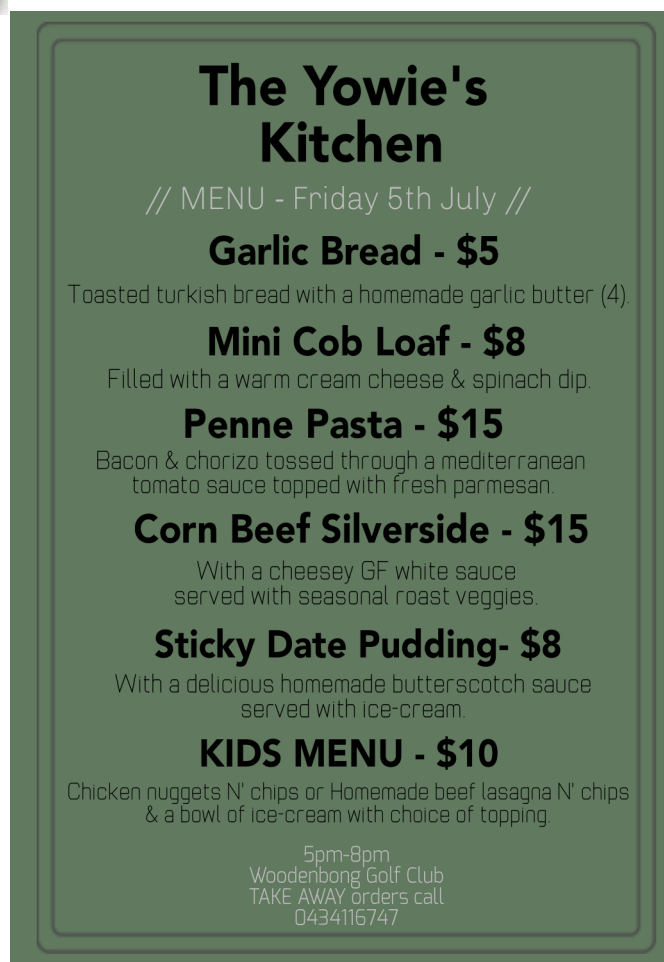 The Yowie's
Kitchen
// MENU - Friday 5th July //
Garlic Bread - $5
Toasted turkish bread with a homemade garlic butter (4).
Mini Cob Loaf - $8
Filled with a warm cream cheese & spinach dip.
Penne Pasta - $15
Bacon & chorizo tossed through a mediterranean
tomato sauce topped with fresh parmesan.
Corn Beef Silverside - $15
With a cheesey GF white sauce
served with seasonal roast veggies.
Sticky Date Pudding- $8
With a delicious homemade butterscotch sauce
served with ice-cream.
KIDS MENU - $10
Chicken nuggets N' chips or Homemade beef lasagna N' chips
& a bowl of ice-cream with choice of topping.
5pm-8pm
Woodenbong Golf Club
TAKE AWAY orders call
0434116747